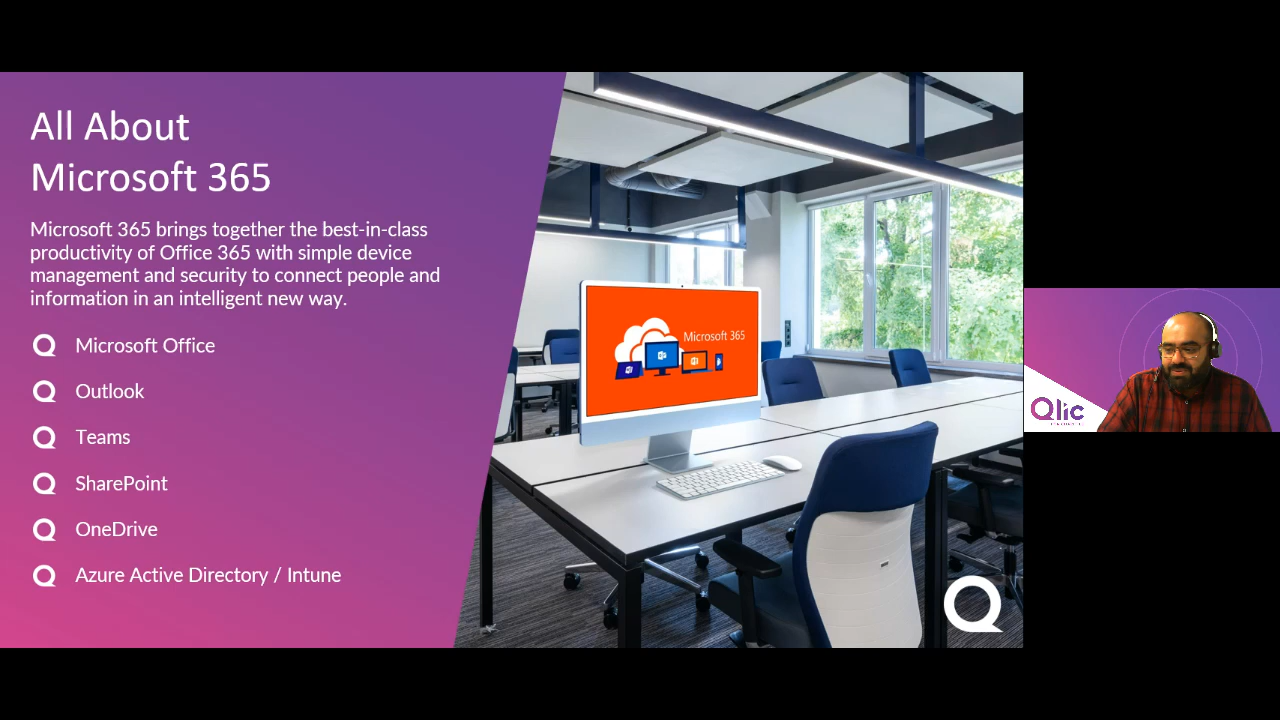 All About
Microsoft 365
Microsoft 365 brings together the best-in-class
productivity of Office 365 with simple device
management and security to connect people and
information in an intelligent new way.
Microsoft Office
Outlook
Teams
SharePoint
OneDrive
Azure Active Directory / Intune
Microsoft 365
Qlic